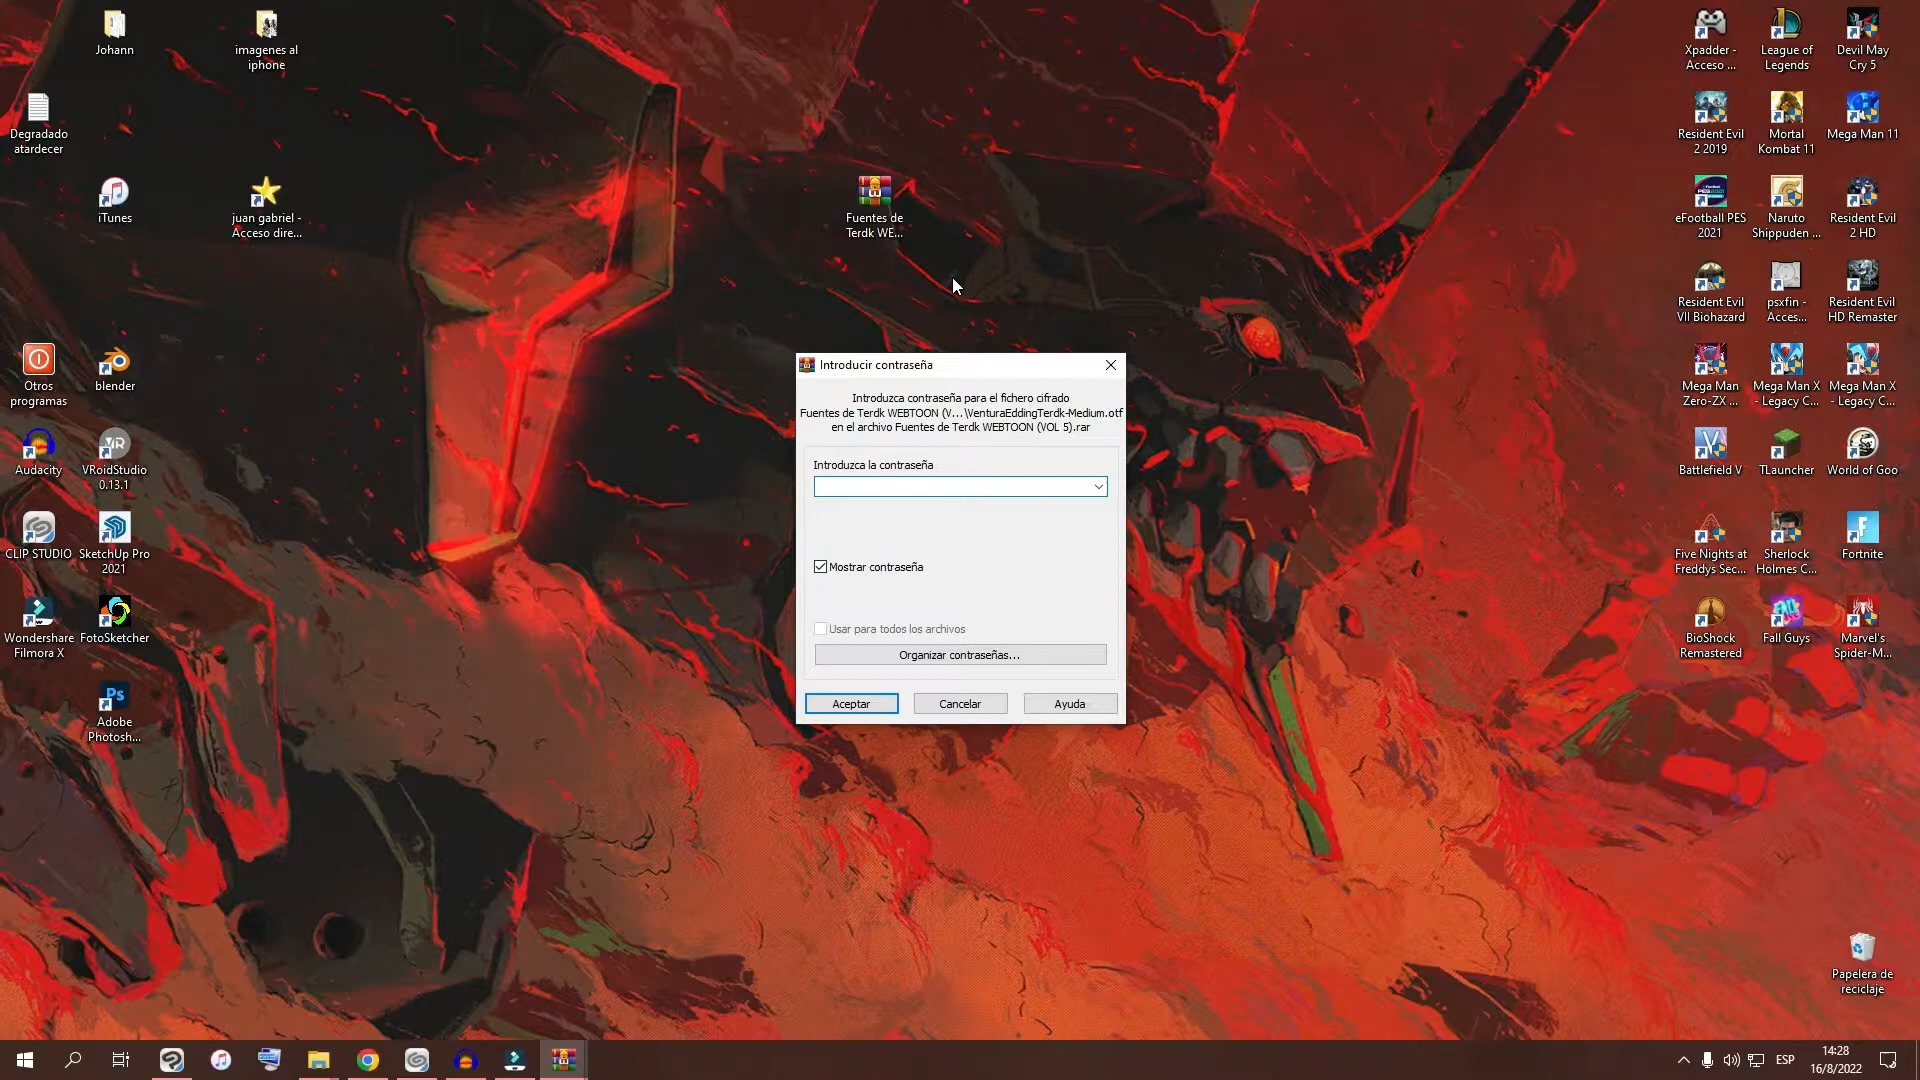 Johann
imagenes al
iphone
Degradado
atardecer
iTunes
juan gabriel -
Acceso dire...
Fuentes de
Terdk WE...
Otros
programas
blender
Audacity
VRoidStudio
0.13.1
CLIP STUDIO
SketchUp Pro
2021
Wondershare
Filmora X
FotoSketcher
Adobe
Photosh...
Introducir contraseña
Introduzca contraseña para el fichero cifrado
Fuentes de Terdk WEBTOON (V...\VenturaEddingTerdk-Medium.otf
en el archivo Fuentes de Terdk WEBTOON (VOL 5).rar
Introduzca la contraseña
Mostrar contraseña
Usar para todos los archivos
Organizar contraseñas...
Aceptar
Cancelar
Ayuda
Xpadder -
Acceso ...
League of
Legends
Devil May
Cry 5
Resident Evil
2 2019
Mortal
Kombat 11
Mega Man 11
eFootball PES
2021
Naruto
Shippuden ...
Resident Evil
2 HD
Resident Evil
VII Biohazard
psxfin -
Acces...
Resident Evil
HD Remaster
Mega Man
Zero-ZX ...
Mega Man X
- Legacy C...
Mega Man X
- Legacy C...
Battlefield V
TLauncher
World of Goo
Five Nights at
Freddys Sec...
Sherlock
Holmes C...
Fortnite
BioShock
Remastered
Fall Guys
Marvel's
Spider-M...
Papelera de
reciclaje
ESP
14:28
16/8/2022